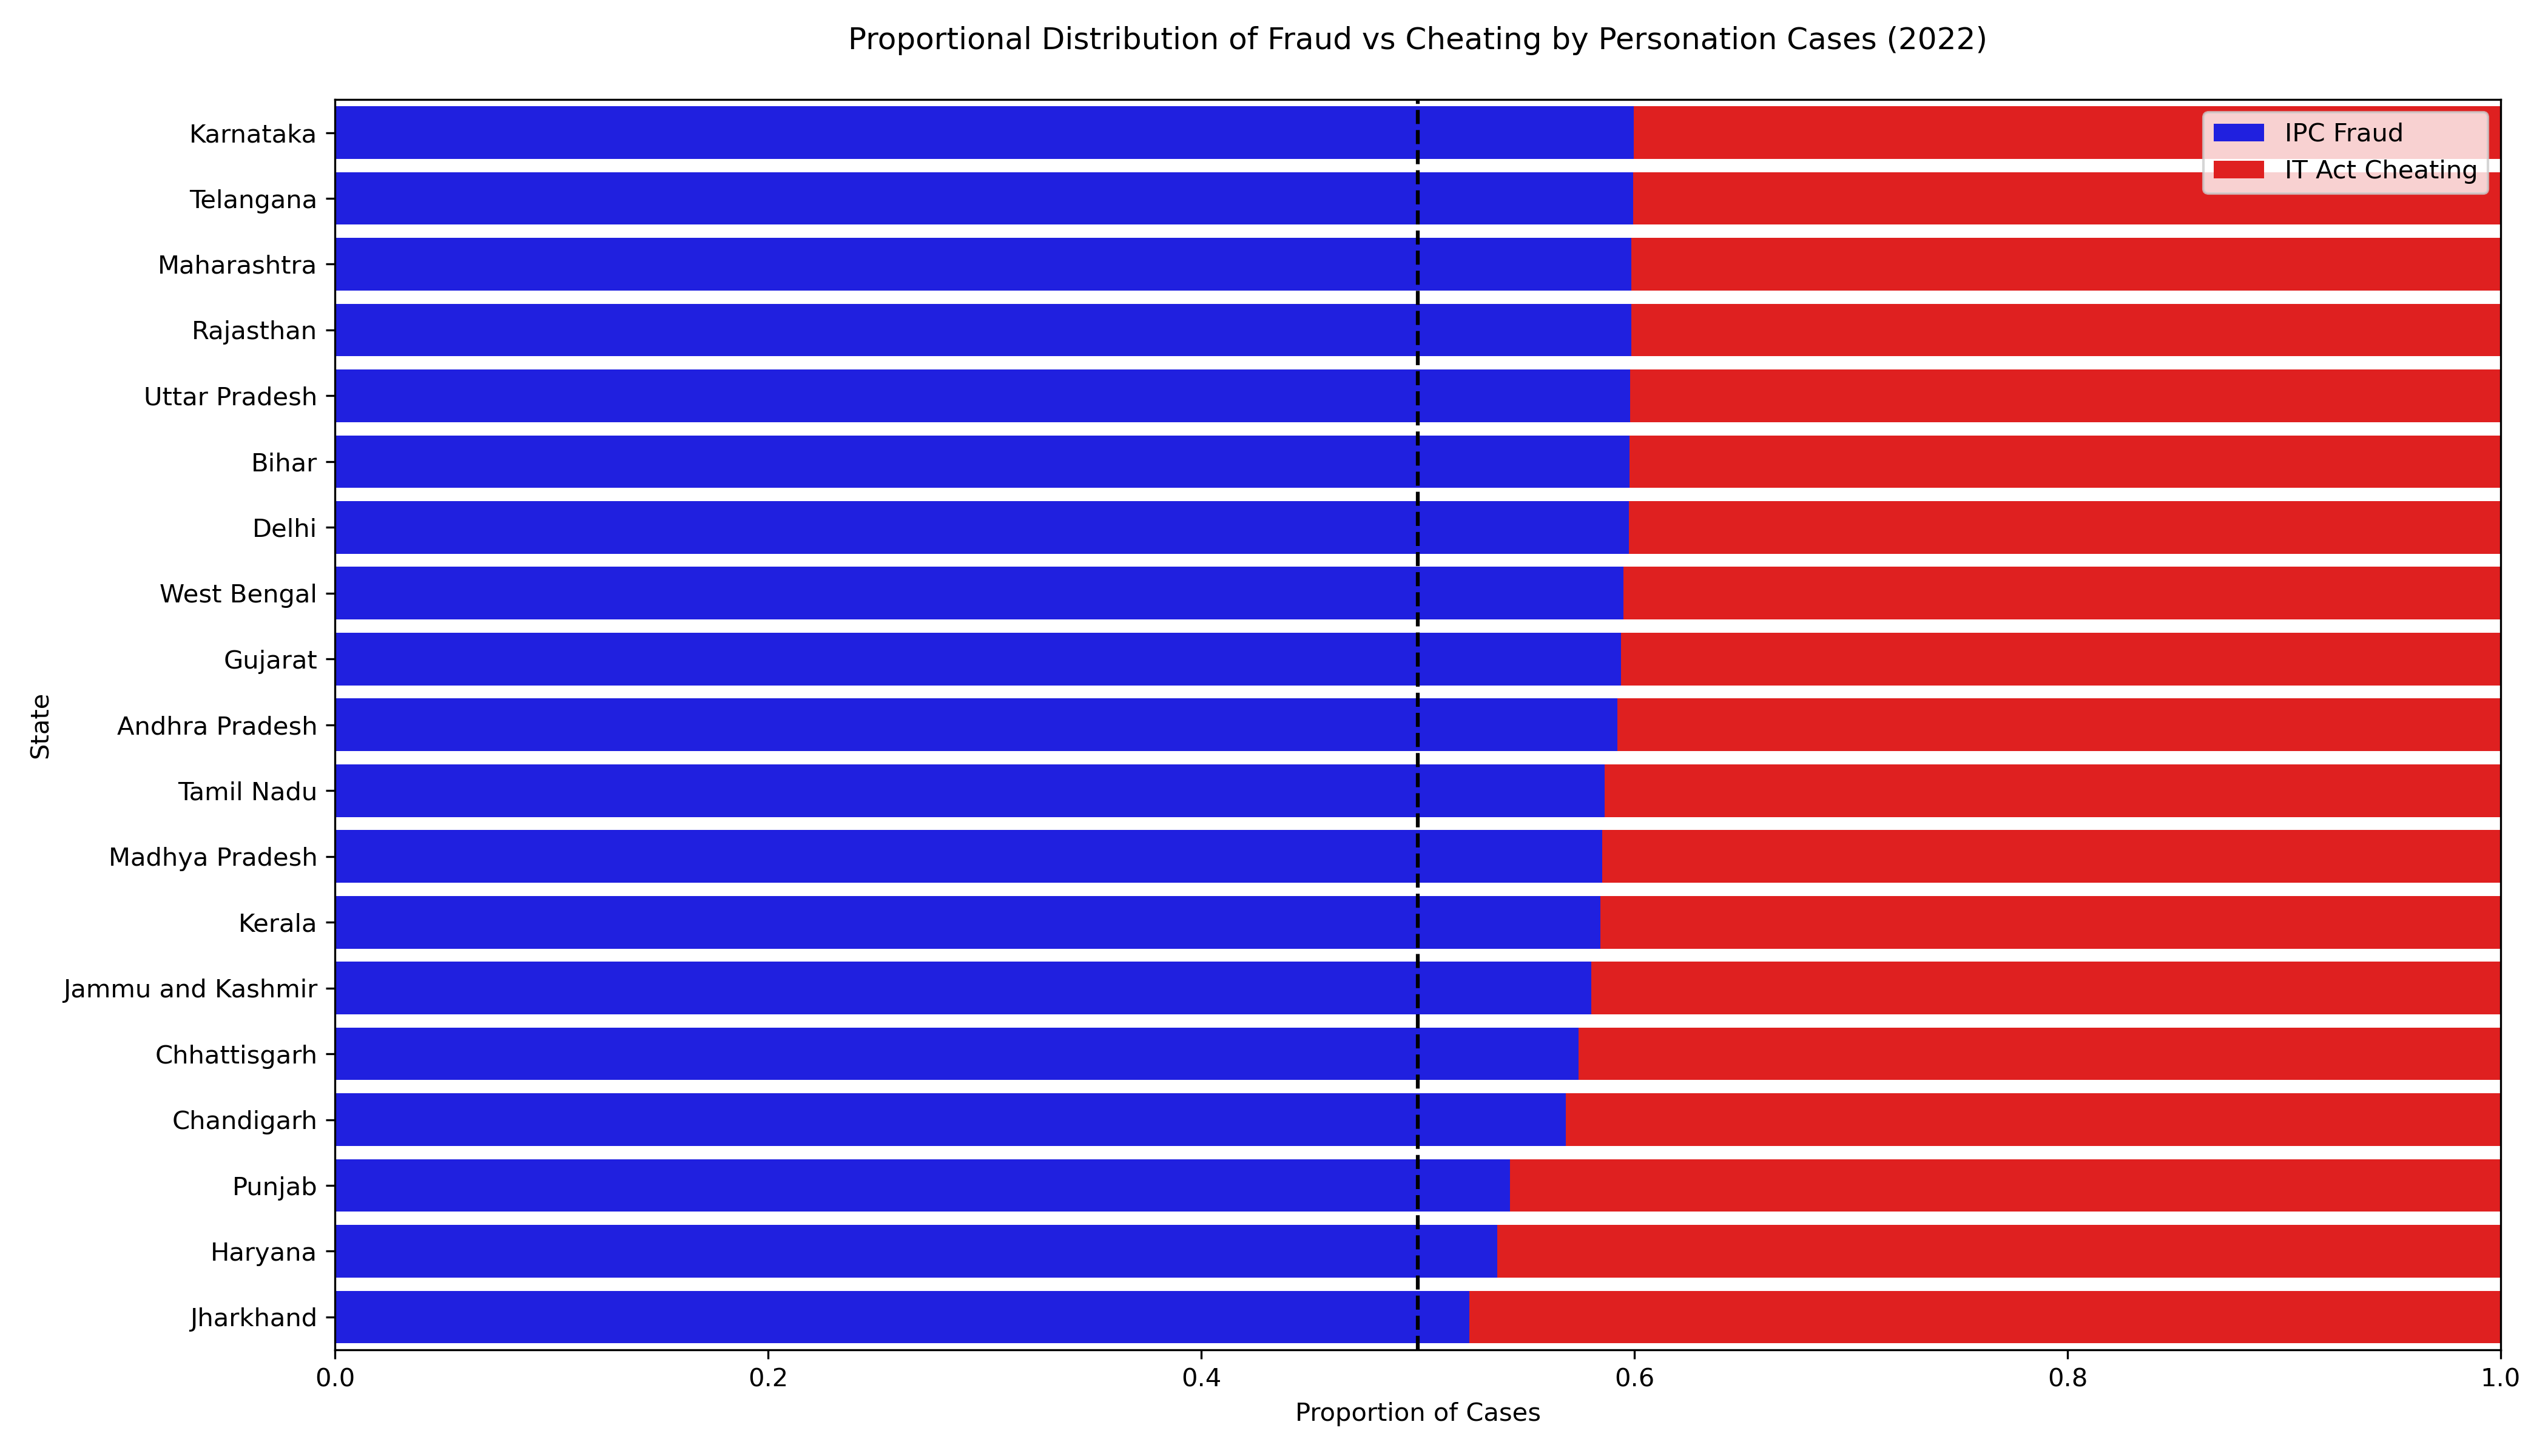 Proportional Distribution of Fraud vs Cheating by Personation Cases (2022)
IPC Fraud
IT Act Cheating
State
Karnataka
Telangana
Maharashtra
Rajasthan
Uttar Pradesh
Bihar
Delhi
West Bengal
Gujarat
Andhra Pradesh
Tamil Nadu
Madhya Pradesh
Kerala
Jammu and Kashmir
Chhattisgarh
Chandigarh
Punjab
Haryana
Jharkhand
0.0 0.2 0.4 0.6 0.8 1.0
Proportion of Cases